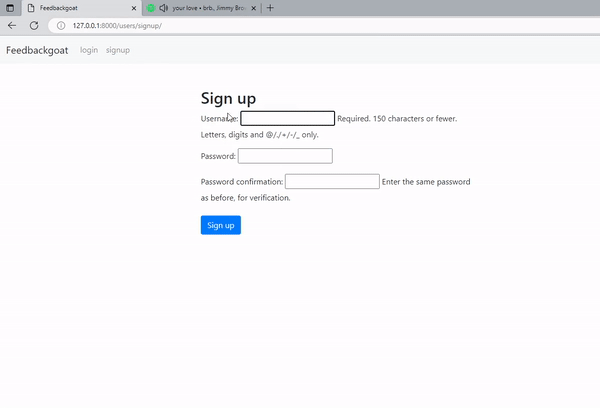 Feedbackgoat
your love • brb, Jimmy Bro
127.0.0.1:8000/users/signup/
Feedbackgoat login signup
Sign up
Username: Required. 150 characters or fewer.
Letters, digits and @/./+/-/_ only.
Password:
Password confirmation: Enter the same password
as before, for verification.
Sign up